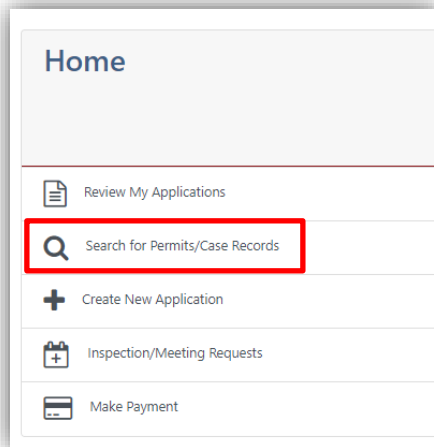 Home
Review My Applications
Search for Permits/Case Records
Create New Application
Inspection/Meeting Requests
Make Payment